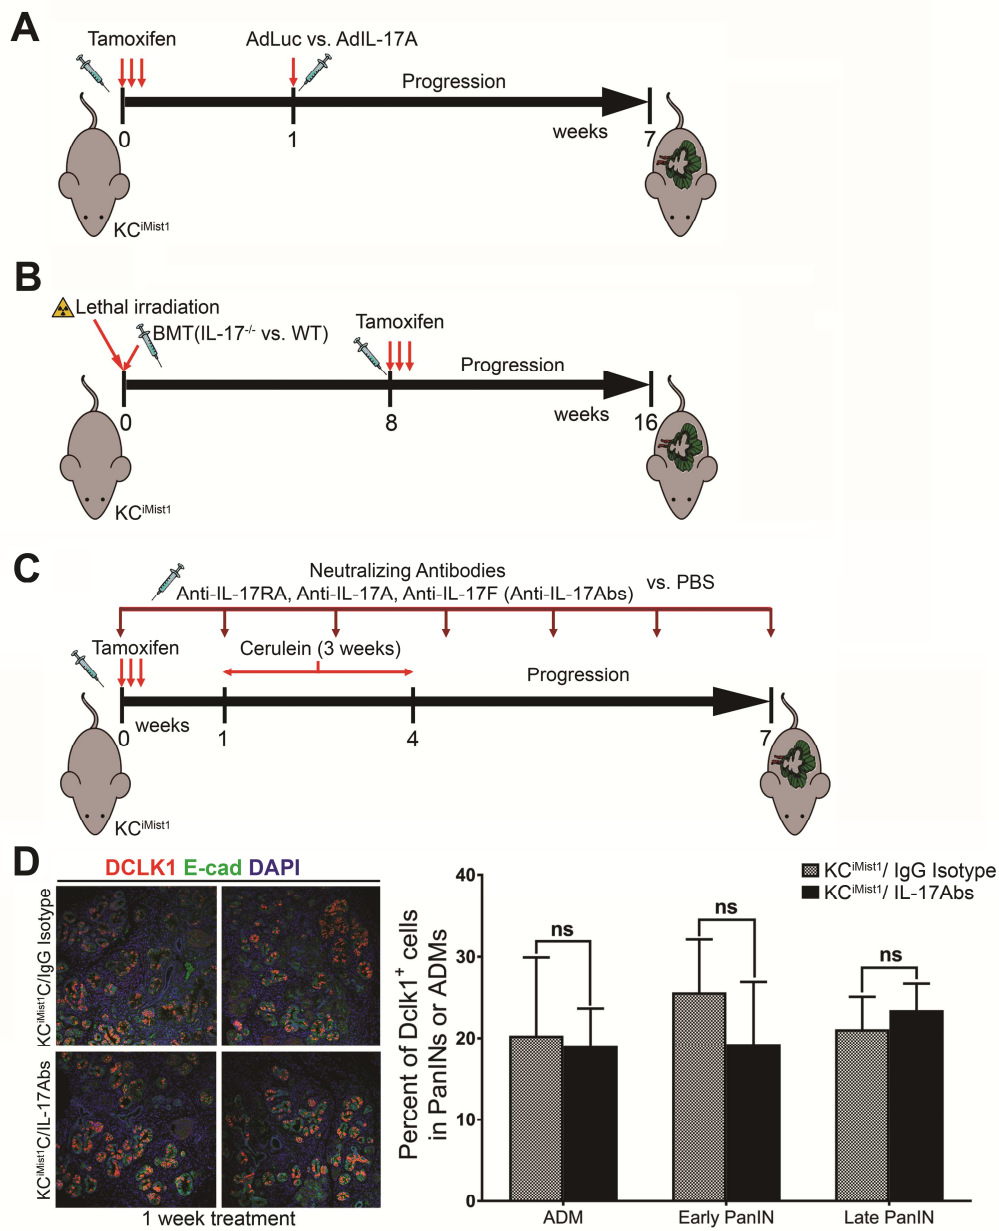 A
Tamoxifen
AdLuc vs. AdIL-17A
Progression
weeks
0
1
7
KCiMist1
B
Lethal irradiation
BMT(IL-17-/- vs. WT)
Tamoxifen
Progression
weeks
0
8
16
KCiMist1
C
Neutralizing Antibodies
Anti-IL-17RA, Anti-IL-17A, Anti-IL-17F (Anti-IL-17Abs)
vs. PBS
Tamoxifen
Cerulein (3 weeks)
Progression
weeks
0
1
4
7
KCiMist1
D
DCLK1 E-cad DAPI
KCiMist1C/IgG Isotype
KCiMist1C/IL-17Abs
1 week treatment
KCiMist1/ IgG Isotype
KCiMist1/ IL-17Abs
Percent of Dclk1+ cells
in PanINs or ADMs
40
30
20
10
0
ns
ns
ns
ADM
Early PanIN
Late PanIN